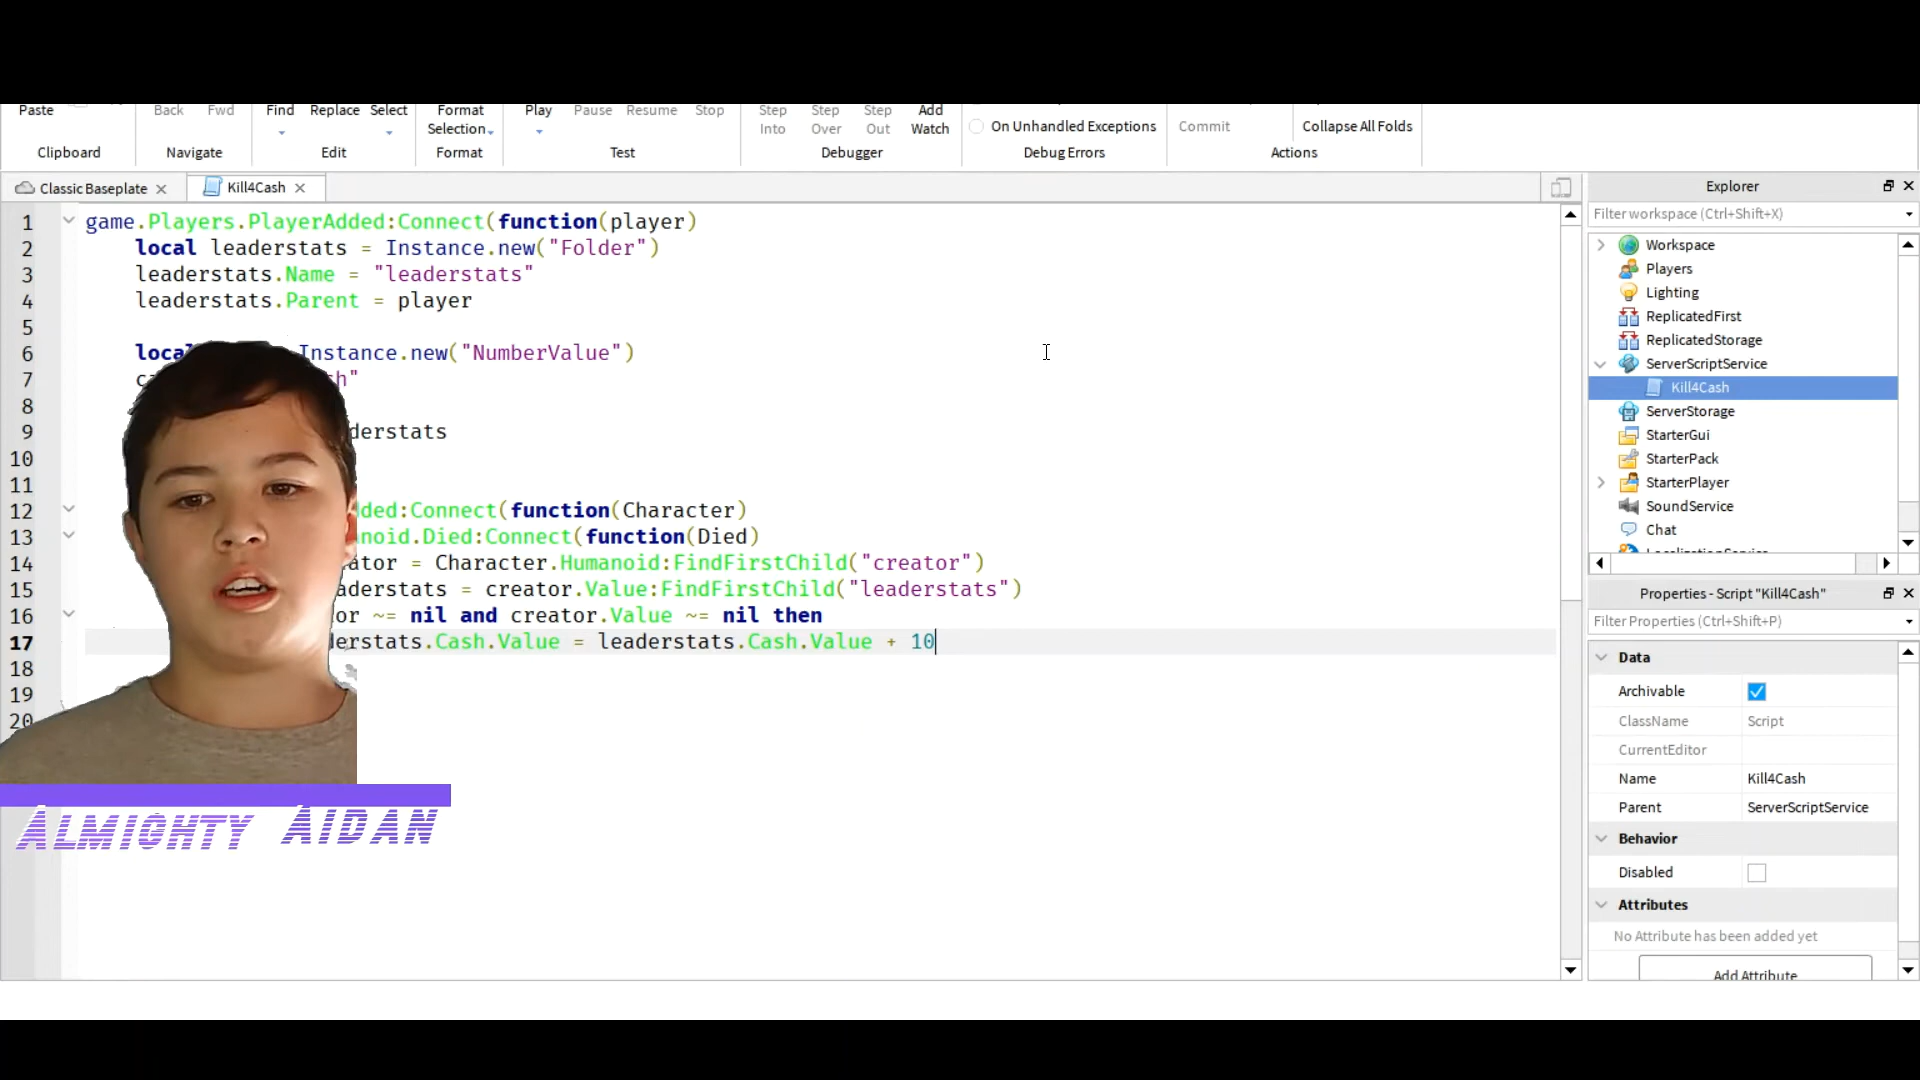 Paste
Back Fwd
Find Replace Select
Format Selection
Play Pause Resume Stop
Step Into Step Over Step Out Add Watch
On Unhandled Exceptions
Commit
Collapse All Folds
Clipboard Navigate Edit Format Test Debugger Debug Errors Actions
Classic Baseplate
Kill4Cash
1 game.Players.PlayerAdded:Connect(function(player)
2 local leaderstats = Instance.new("Folder")
3 leaderstats.Name = "leaderstats"
4 leaderstats.Parent = player
5
6 Instance.new("NumberValue")
7
8
9
10
11
12 :Connect(function(Character)
13 .Died:Connect(function(Died)
14 = Character.Humanoid:FindFirstChild("creator")
15 = creator.Value:FindFirstChild("leaderstats")
16 ~= nil and creator.Value ~= nil then
17 .Cash.Value = leaderstats.Cash.Value + 10
18
19
20
ALMIGHTY AIDAN
Explorer
Filter workspace (Ctrl+Shift+X)
Workspace
Players
Lighting
ReplicatedFirst
ReplicatedStorage
ServerScriptService
Kill4Cash
ServerStorage
StarterGui
StarterPack
StarterPlayer
SoundService
Chat
Properties - Script "Kill4Cash"
Filter Properties (Ctrl+Shift+P)
Data
Archivable
ClassName Script
CurrentEditor
Name Kill4Cash
Parent ServerScriptService
Behavior
Disabled
Attributes
No Attribute has been added yet
Add Attribute